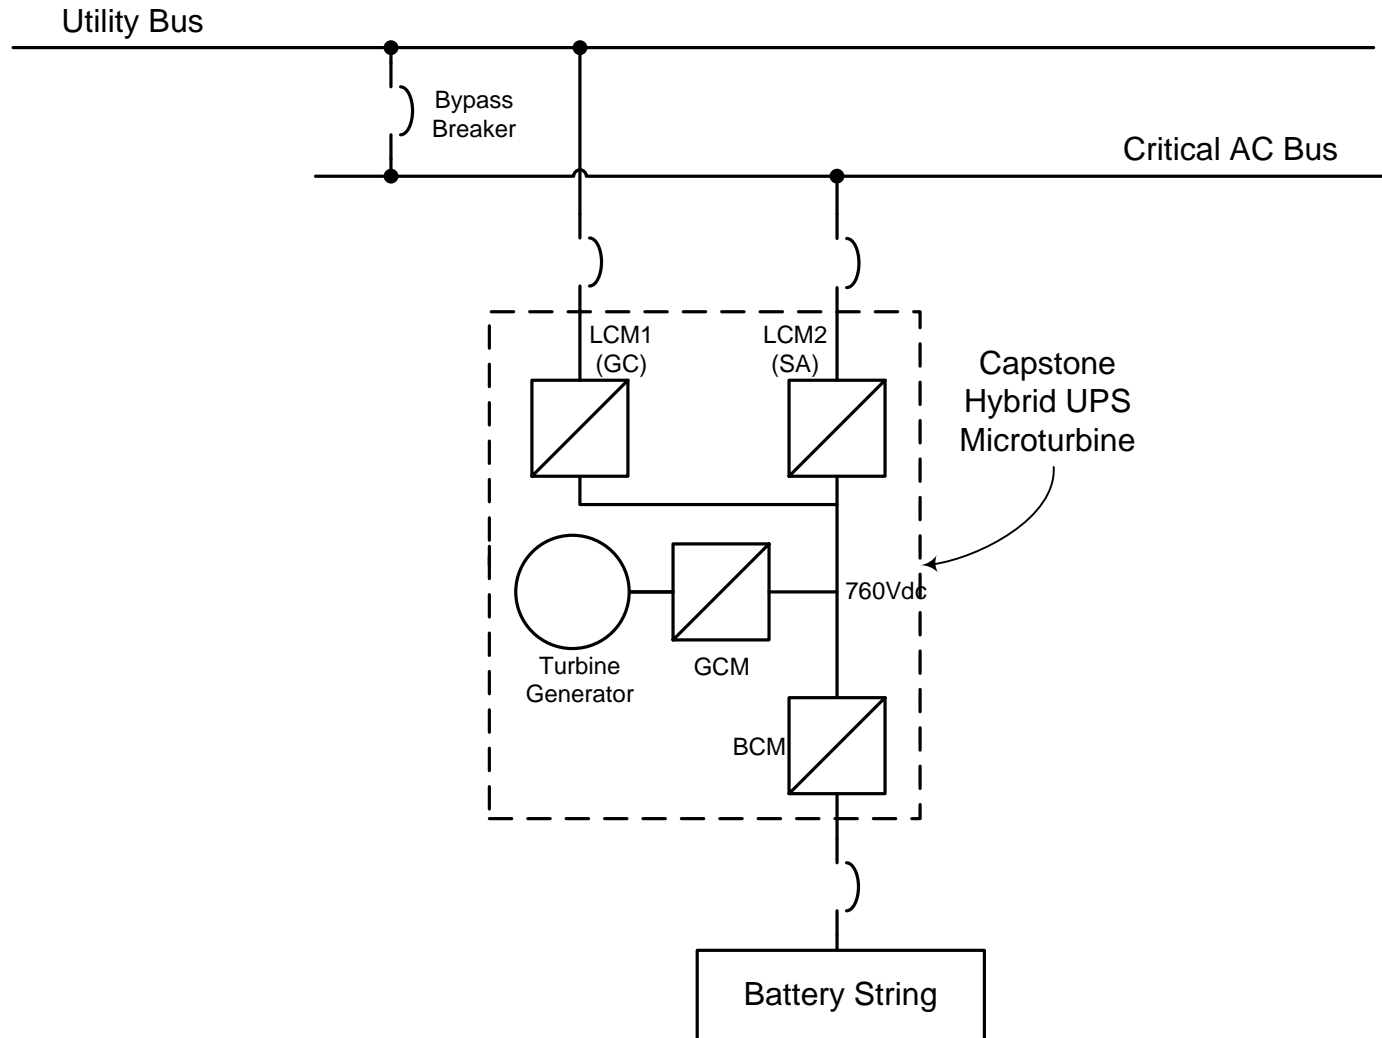 Utility Bus
Bypass
Breaker
Critical AC Bus
LCM1
(GC)
LCM2
(SA)
Capstone
Hybrid UPS
Microturbine
760Vdc
Turbine
Generator
GCM
BCM
Battery String